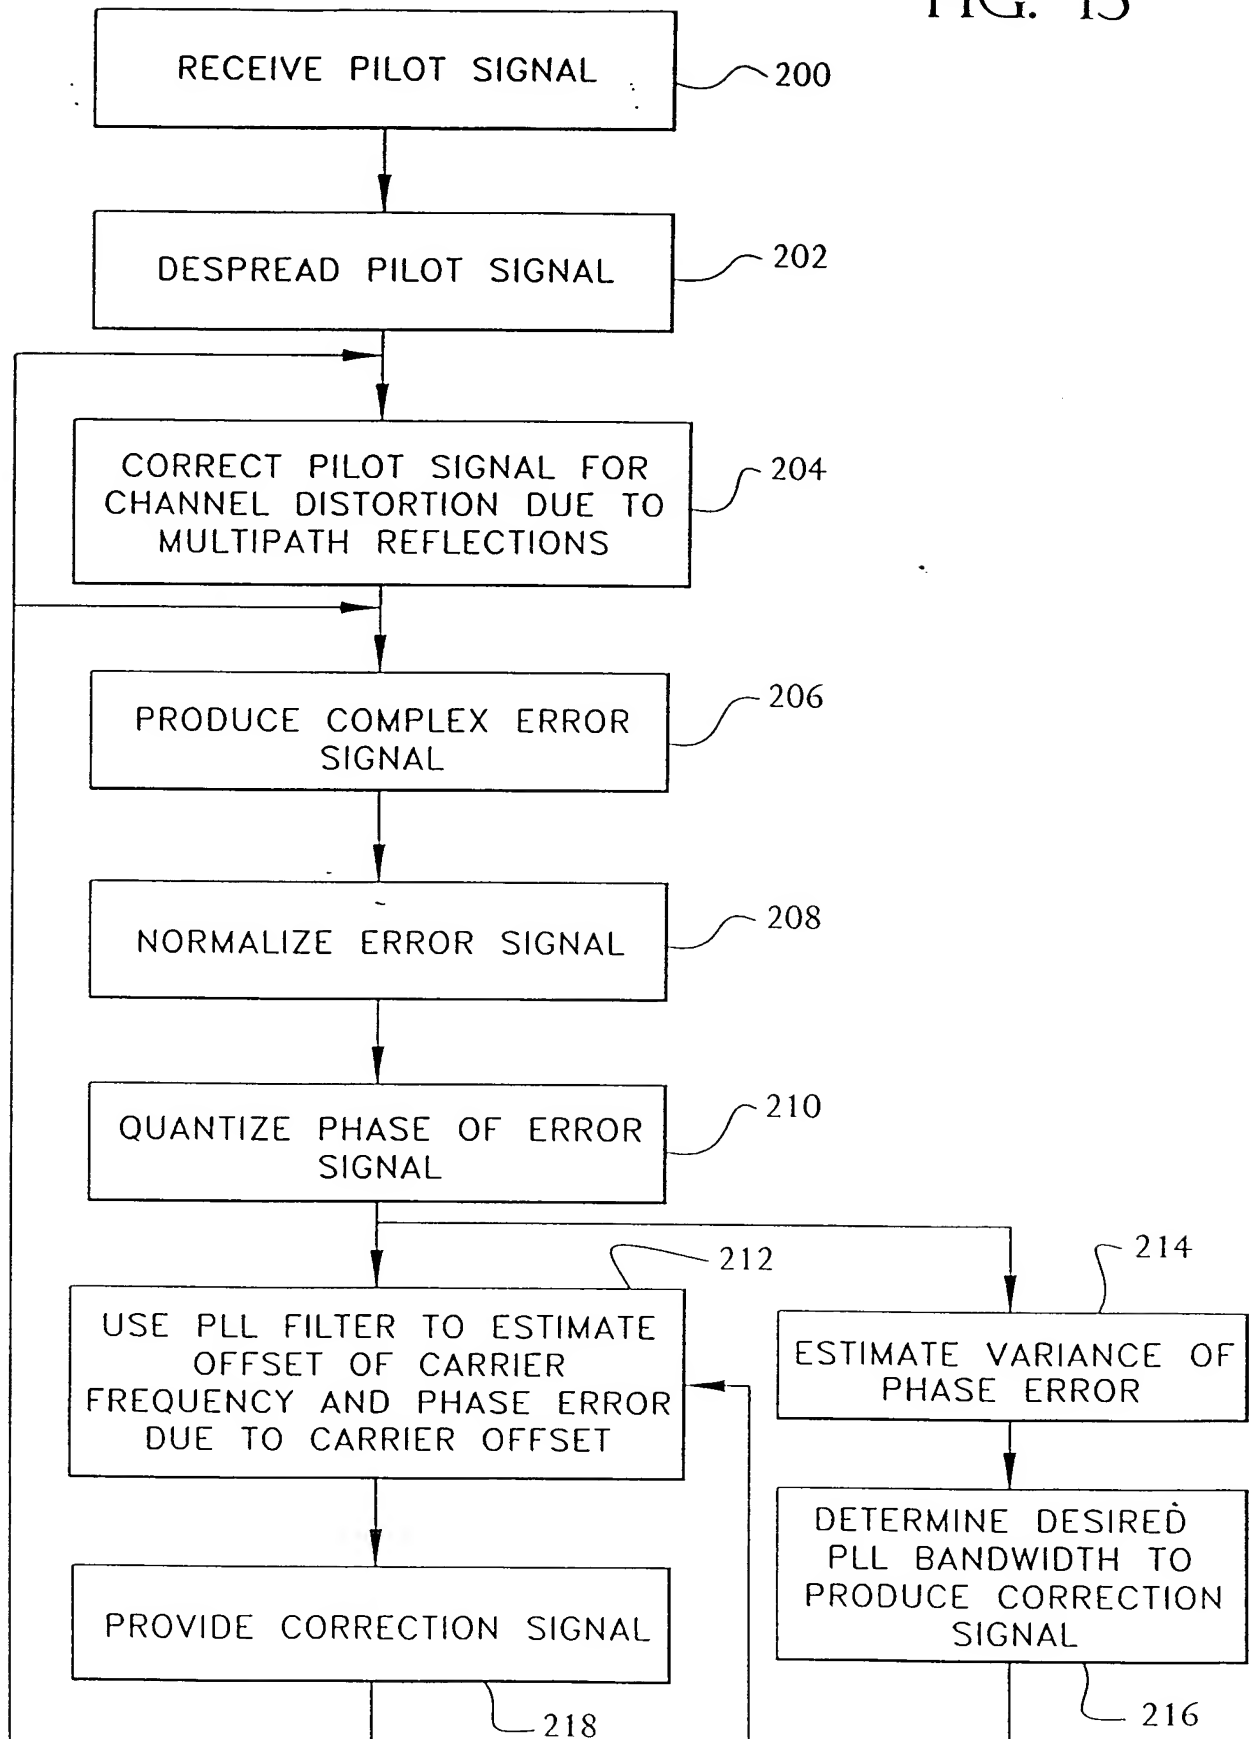 FIG. 13
RECEIVE PILOT SIGNAL
200
DESPREAD PILOT SIGNAL
202
CORRECT PILOT SIGNAL FOR
CHANNEL DISTORTION DUE TO
MULTIPATH REFLECTIONS
204
PRODUCE COMPLEX ERROR
SIGNAL
206
NORMALIZE ERROR SIGNAL
208
QUANTIZE PHASE OF ERROR
SIGNAL
210
USE PLL FILTER TO ESTIMATE
OFFSET OF CARRIER
FREQUENCY AND PHASE ERROR
DUE TO CARRIER OFFSET
212
ESTIMATE VARIANCE OF
PHASE ERROR
214
DETERMINE DESIRED
PLL BANDWIDTH TO
PRODUCE CORRECTION
SIGNAL
216
PROVIDE CORRECTION SIGNAL
218